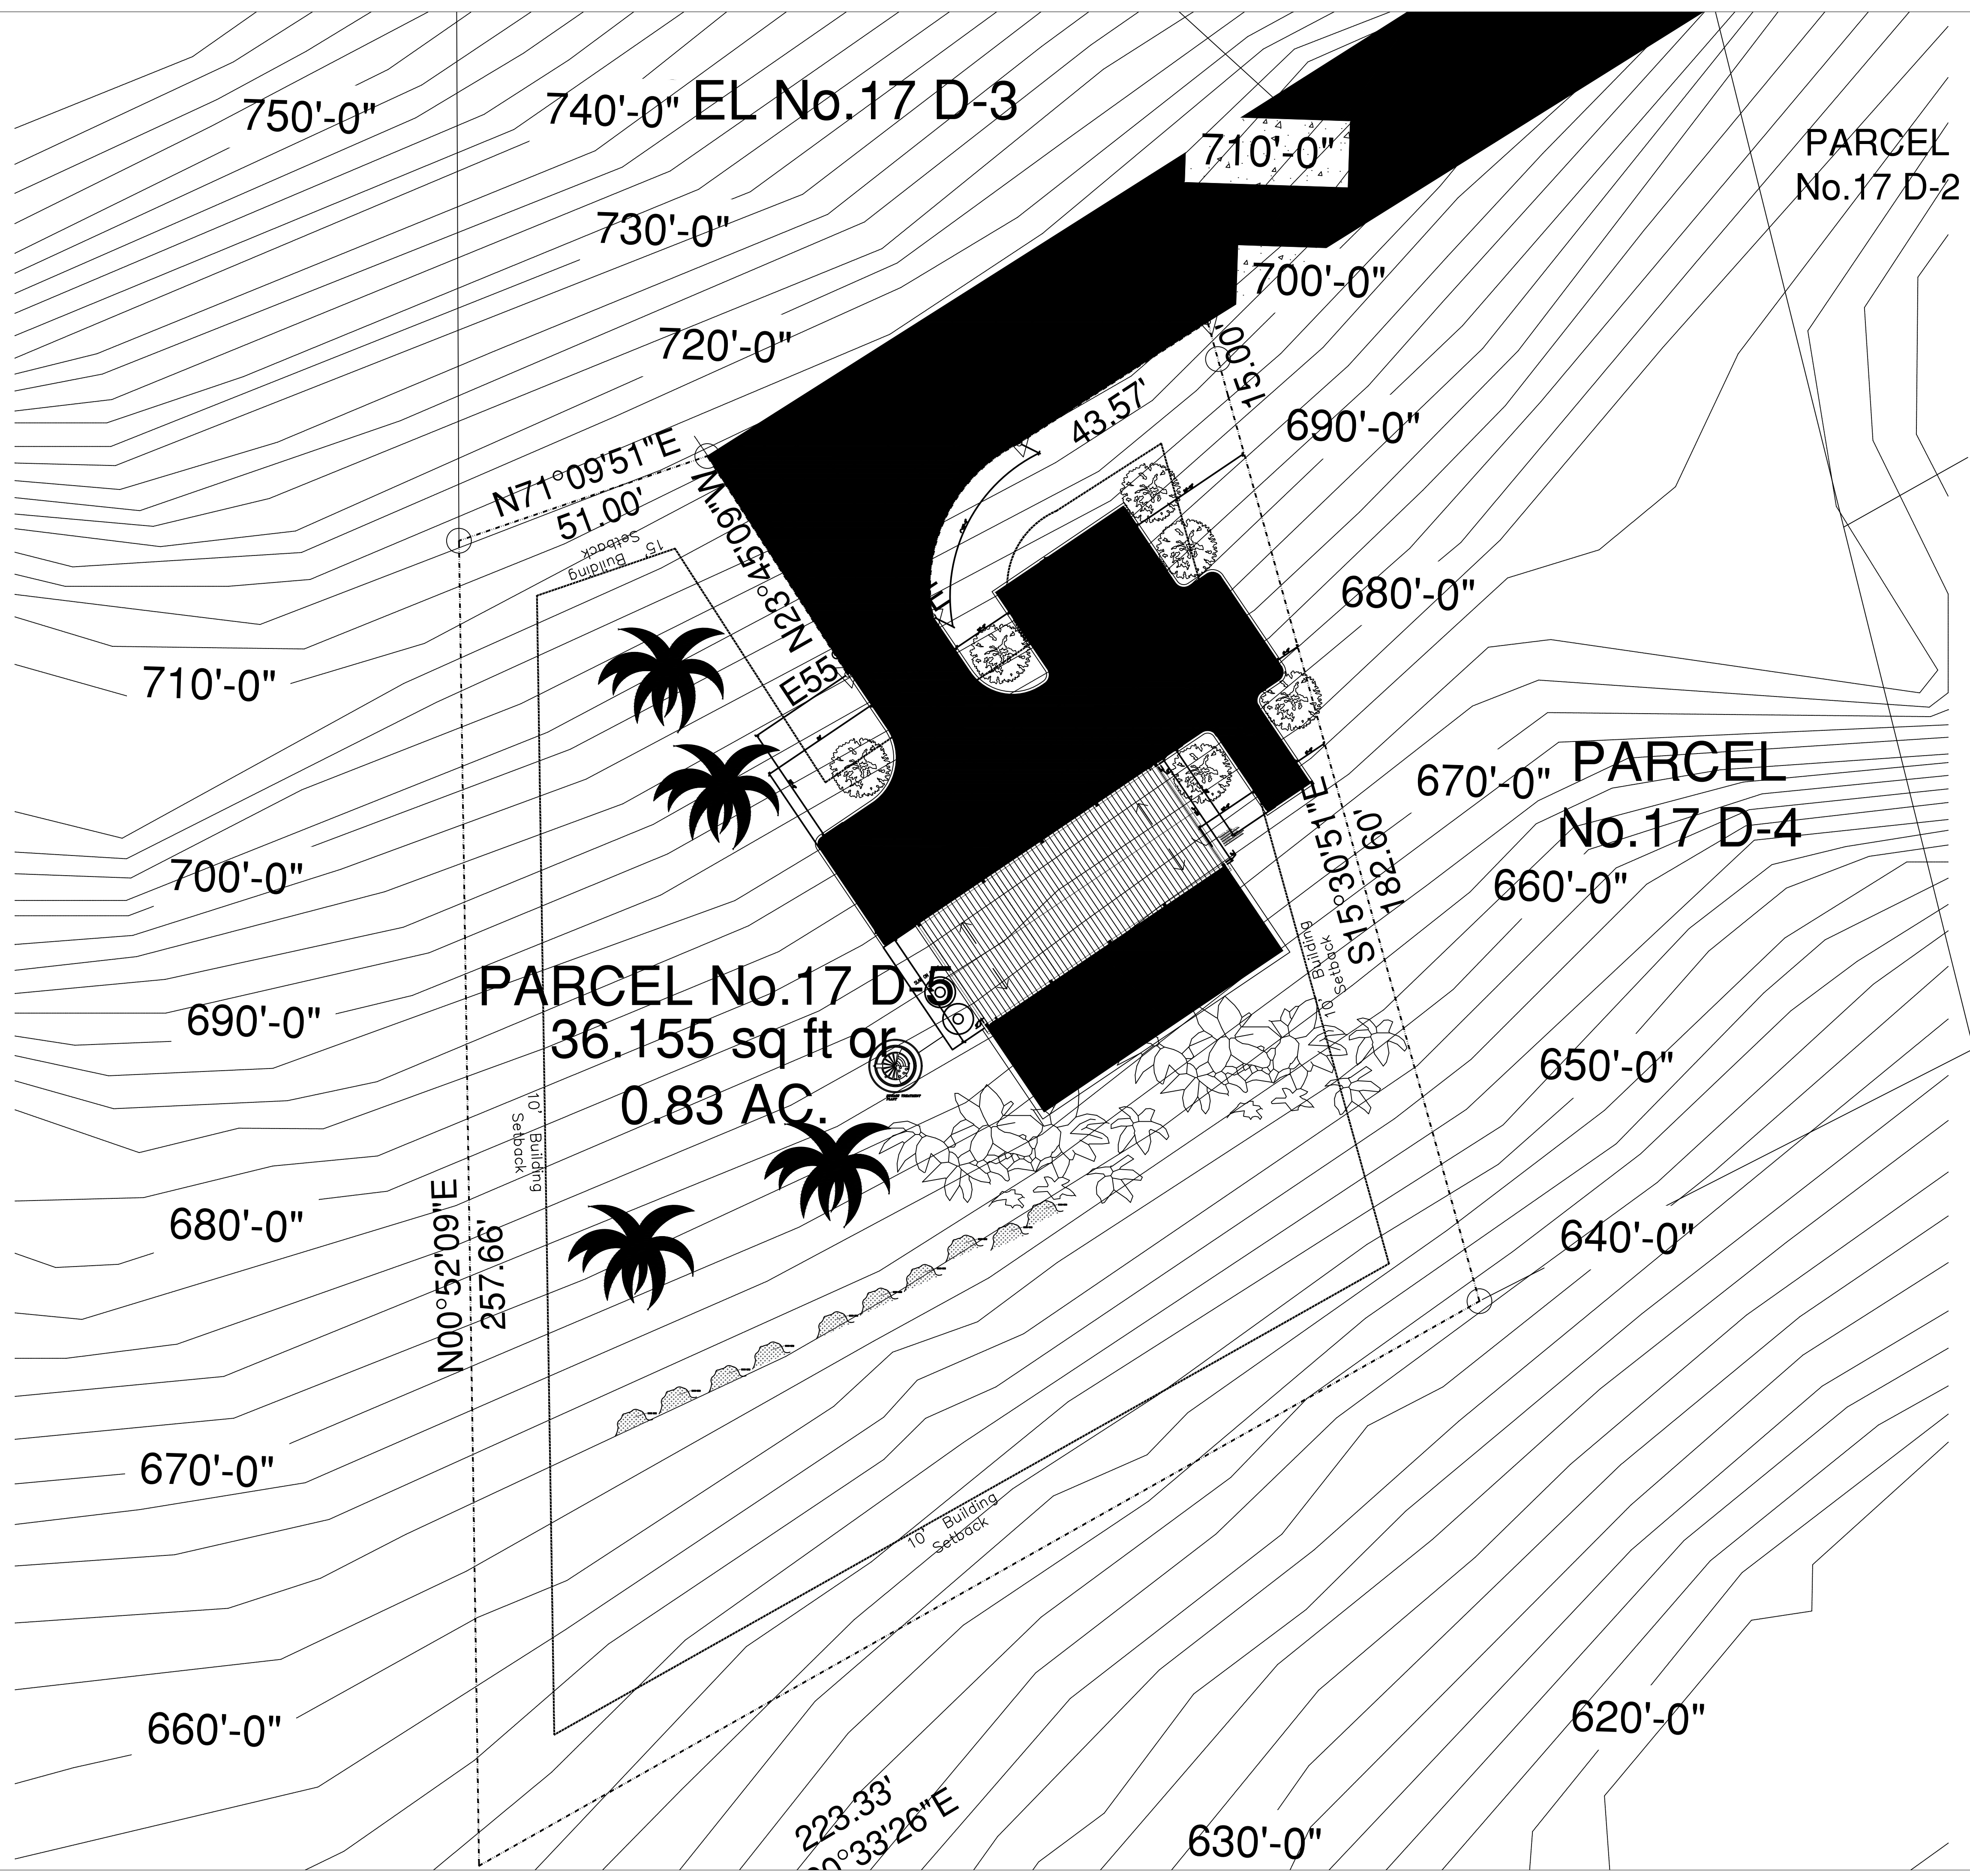 750'-0"
740'-0"
EL No.17 D-3
710'-0"
PARCEL
No.17 D-2
730'-0"
700'-0"
720'-0"
15.00'
43.57'
690'-0"
N71°09'51"E
51.00'
15' Building
Setback
N23°45'09"W
680'-0"
E55°
710'-0"
PARCEL
No.17 D-4
670'-0"
700'-0"
660'-0"
S15°30'51"E
182.60'
10' Building
Setback
PARCEL No.17 D-5
36.155 sq ft or
0.83 AC.
690'-0"
650'-0"
10' Building
Setback
680'-0"
640'-0"
N00°52'09"E
257.66'
670'-0"
10' Building
Setback
660'-0"
620'-0"
223.33'
0°33'26"E
630'-0"